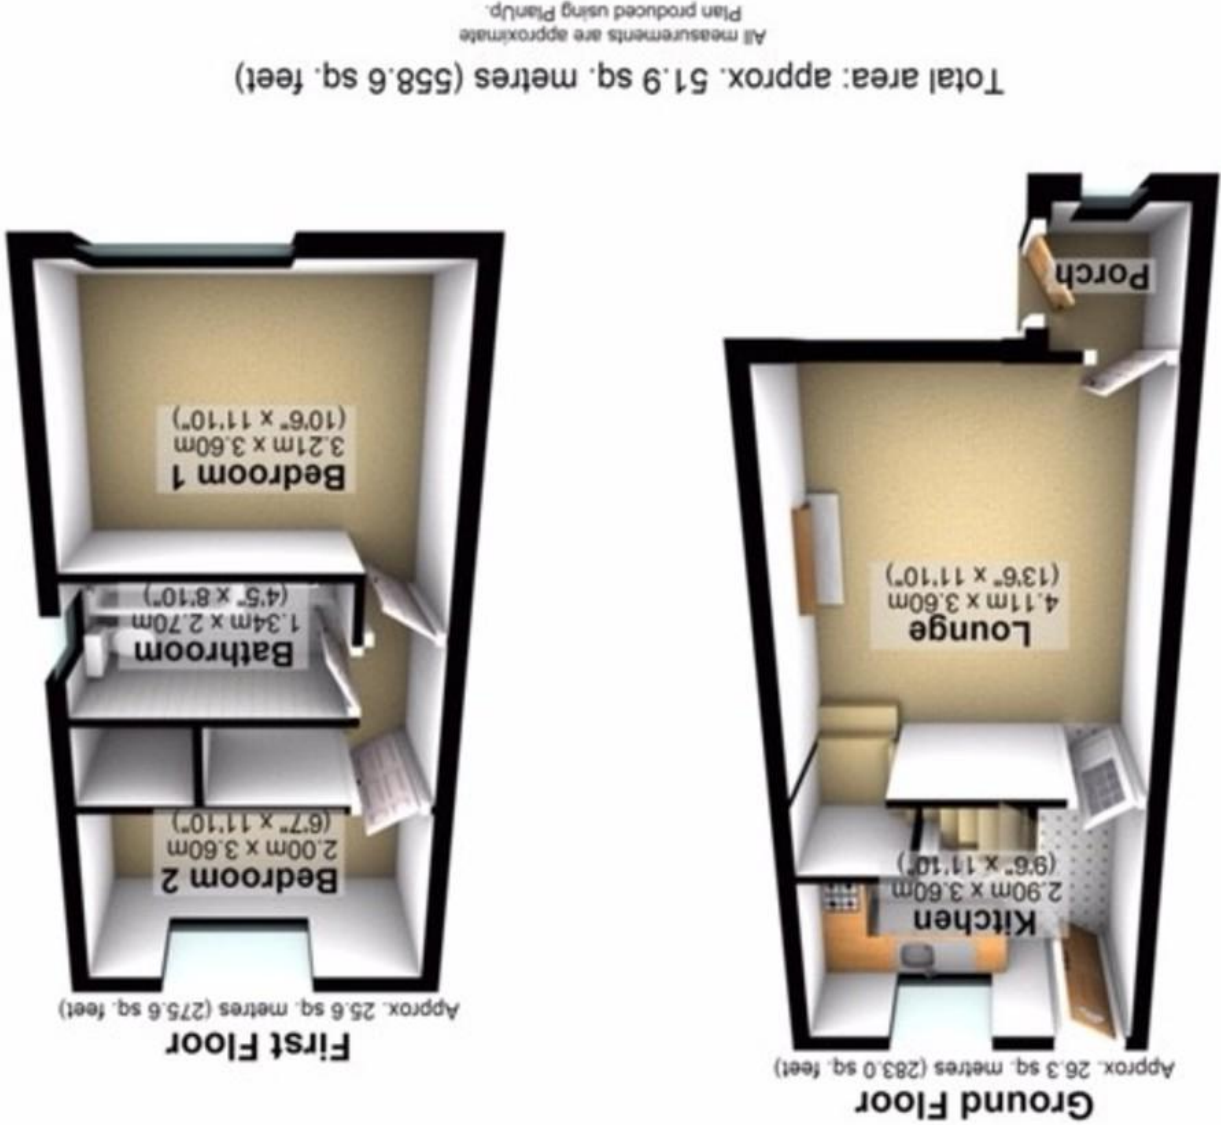 Ground Floor
Approx. 26.3 sq. metres (283.0 sq. feet)
Kitchen
2.90m x 3.60m
(9'6" x 11'10")
Lounge
4.11m x 3.60m
(13'6" x 11'10")
Porch
First Floor
Approx. 25.6 sq. metres (275.6 sq. feet)
Bedroom 2
2.00m x 3.60m
(6'7" x 11'10")
Bathroom
1.34m x 2.70m
(4'5" x 8'10")
Bedroom 1
3.21m x 3.60m
(10'6" x 11'10")
Total area: approx. 51.9 sq. metres (558.6 sq. feet)
All measurements are approximate
Plan produced using PlanUp.